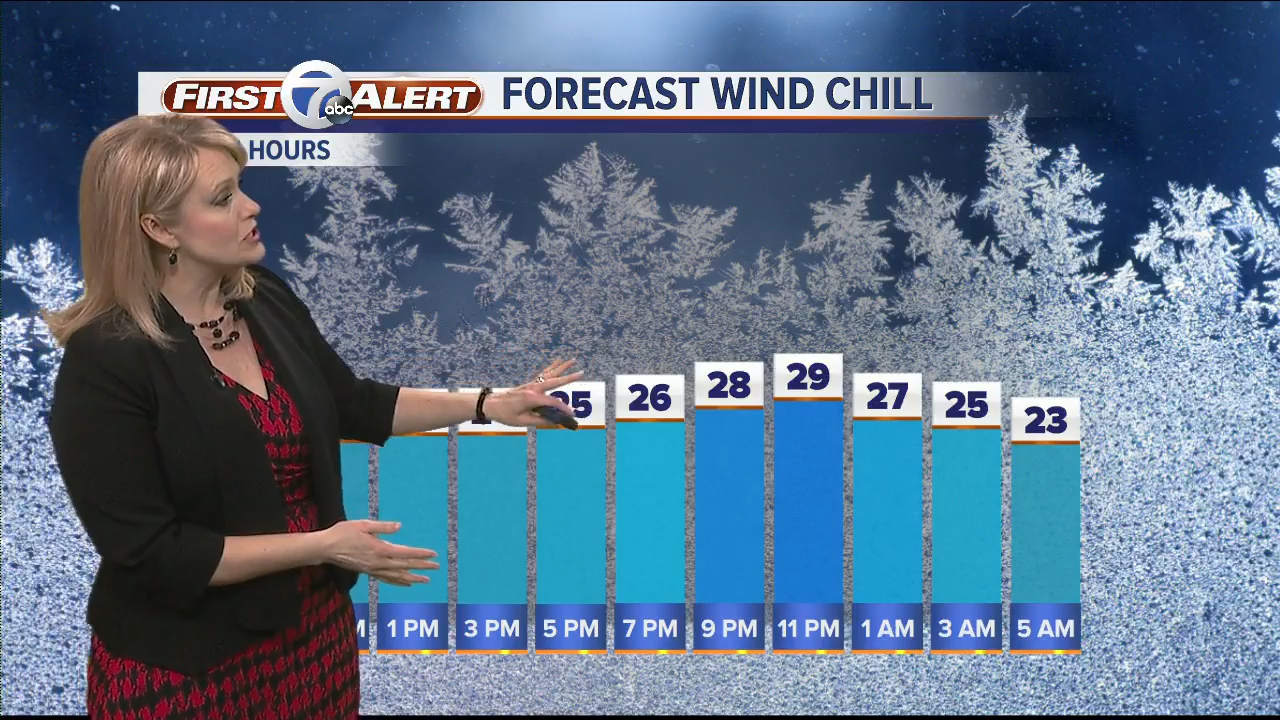 FIRST 7 abc ALERT FORECAST WIND CHILL
HOURS
25 26 28 29 27 25 23
1 PM 3 PM 5 PM 7 PM 9 PM 11 PM 1 AM 3 AM 5 AM